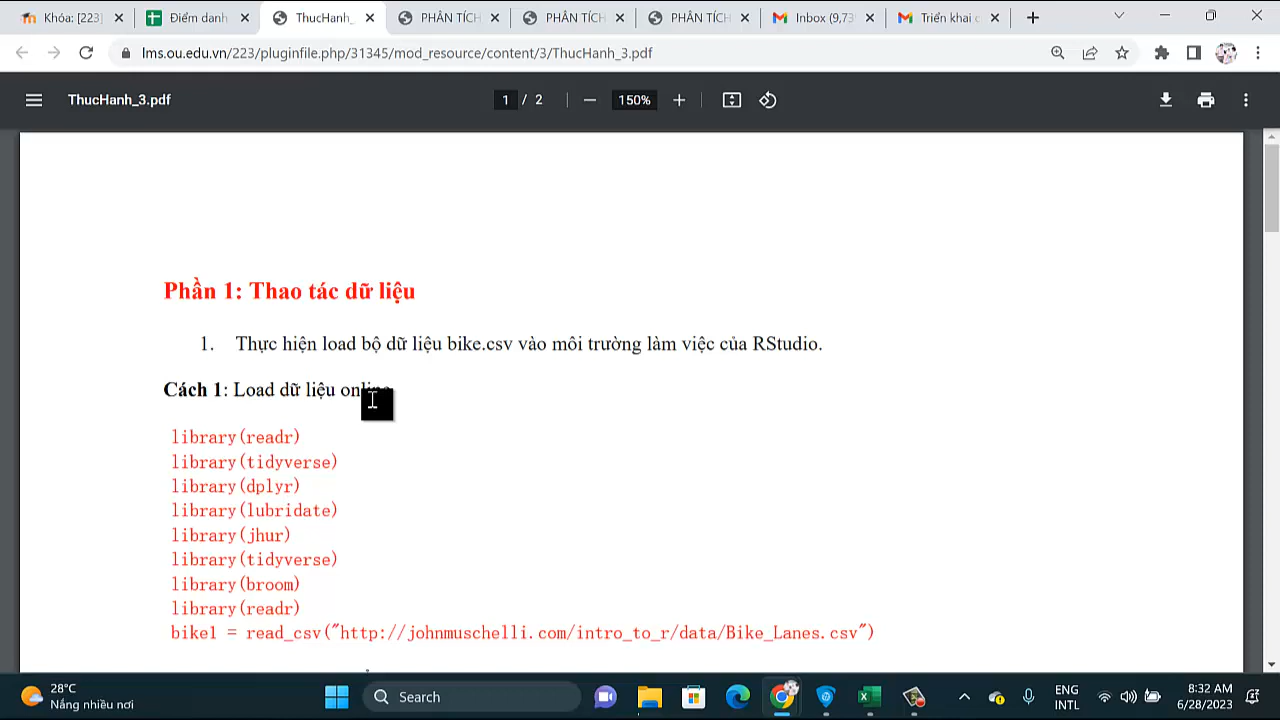 Khóa: [223]
Điểm danh
ThucHanh_
PHÂN TÍCH
PHÂN TÍCH
PHÂN TÍCH
Inbox (9,73
Triển khai c
lms.ou.edu.vn/223/pluginfile.php/31345/mod_resource/content/3/ThucHanh_3.pdf
ThucHanh_3.pdf
1 / 2
150%
Phần 1: Thao tác dữ liệu
1. Thực hiện load bộ dữ liệu bike.csv vào môi trường làm việc của RStudio.
Cách 1: Load dữ liệu online
library(readr)
library(tidyverse)
library(dplyr)
library(lubridate)
library(jhur)
library(tidyverse)
library(broom)
library(readr)
bike1 = read_csv("http://johnmuschelli.com/intro_to_r/data/Bike_Lanes.csv")
28°C
Nắng nhiều nơi
Search
ENG
INTL
8:32 AM
6/28/2023